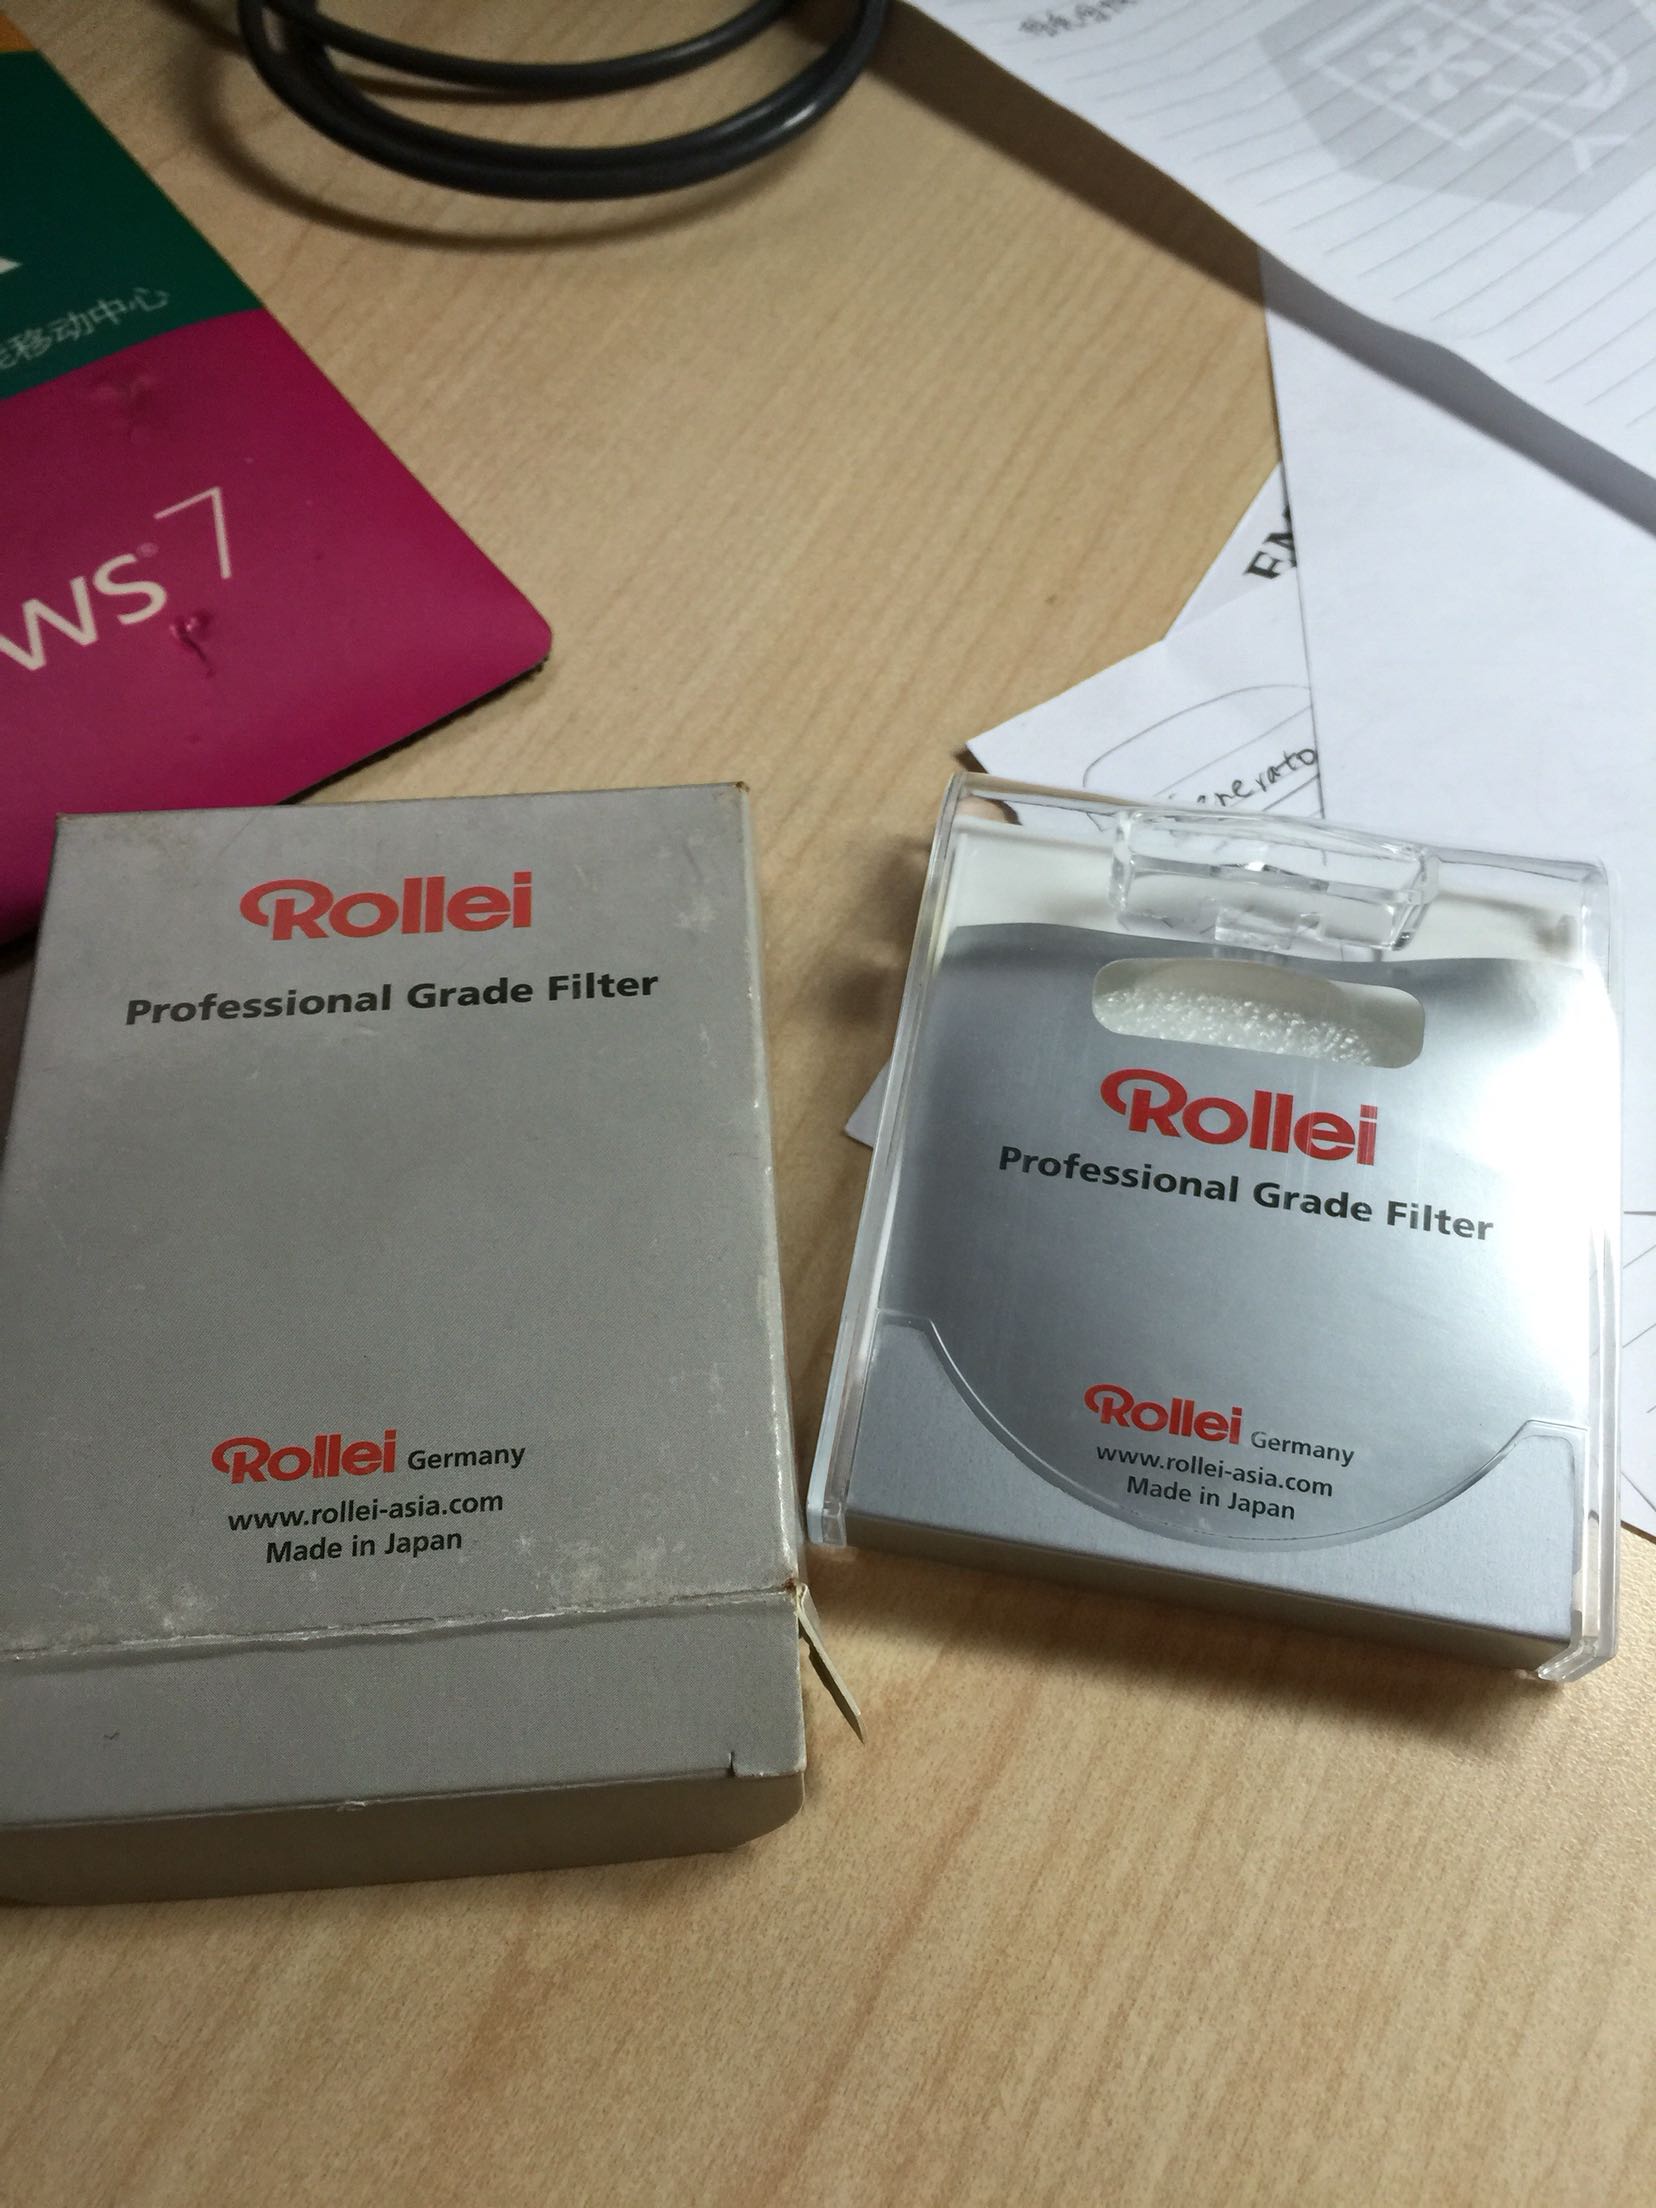 移动中心
ws® 7
Rollei
Professional Grade Filter
Rollei Germany
www.rollei-asia.com
Made in Japan
Rollei
Professional Grade Filter
Rollei Germany
www.rollei-asia.com
Made in Japan
nerato